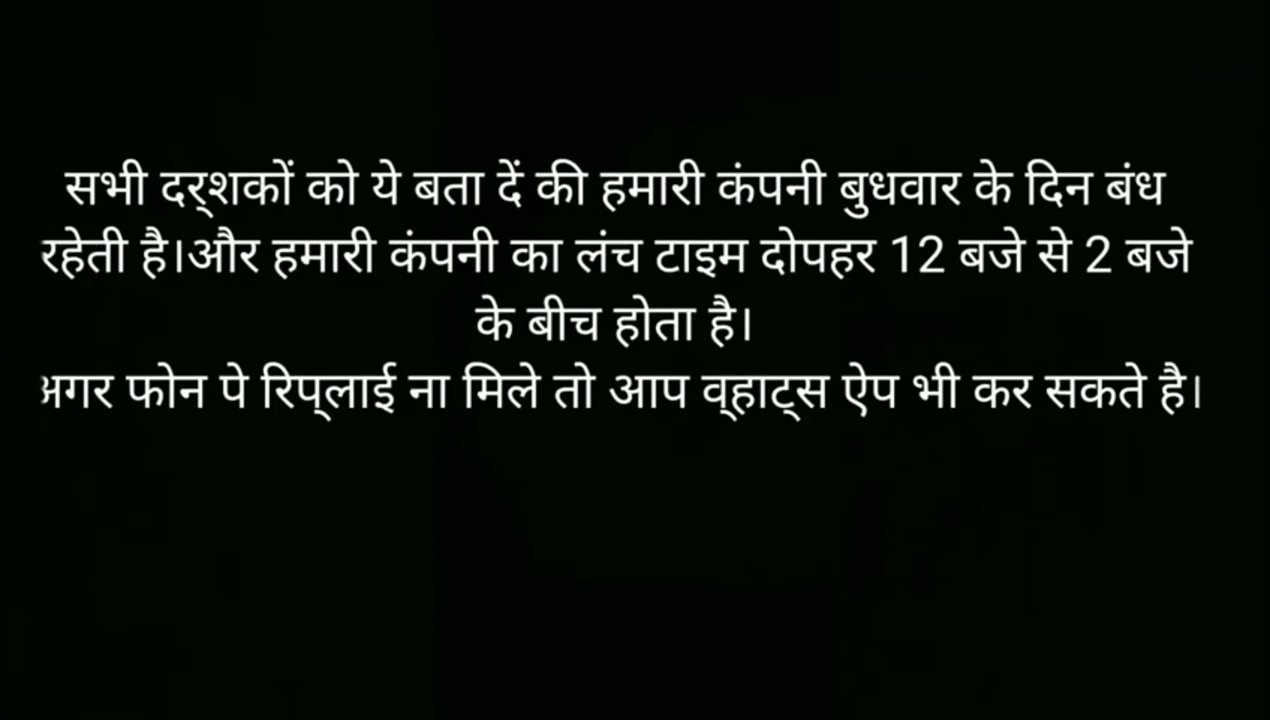 सभी दर्शकों को ये बता दें की हमारी कंपनी बुधवार के दिन बंध
रहेती है।और हमारी कंपनी का लंच टाइम दोपहर 12 बजे से 2 बजे
के बीच होता है।
अगर फोन पे रिप्लाई ना मिले तो आप व्हाट्स ऐप भी कर सकते है।